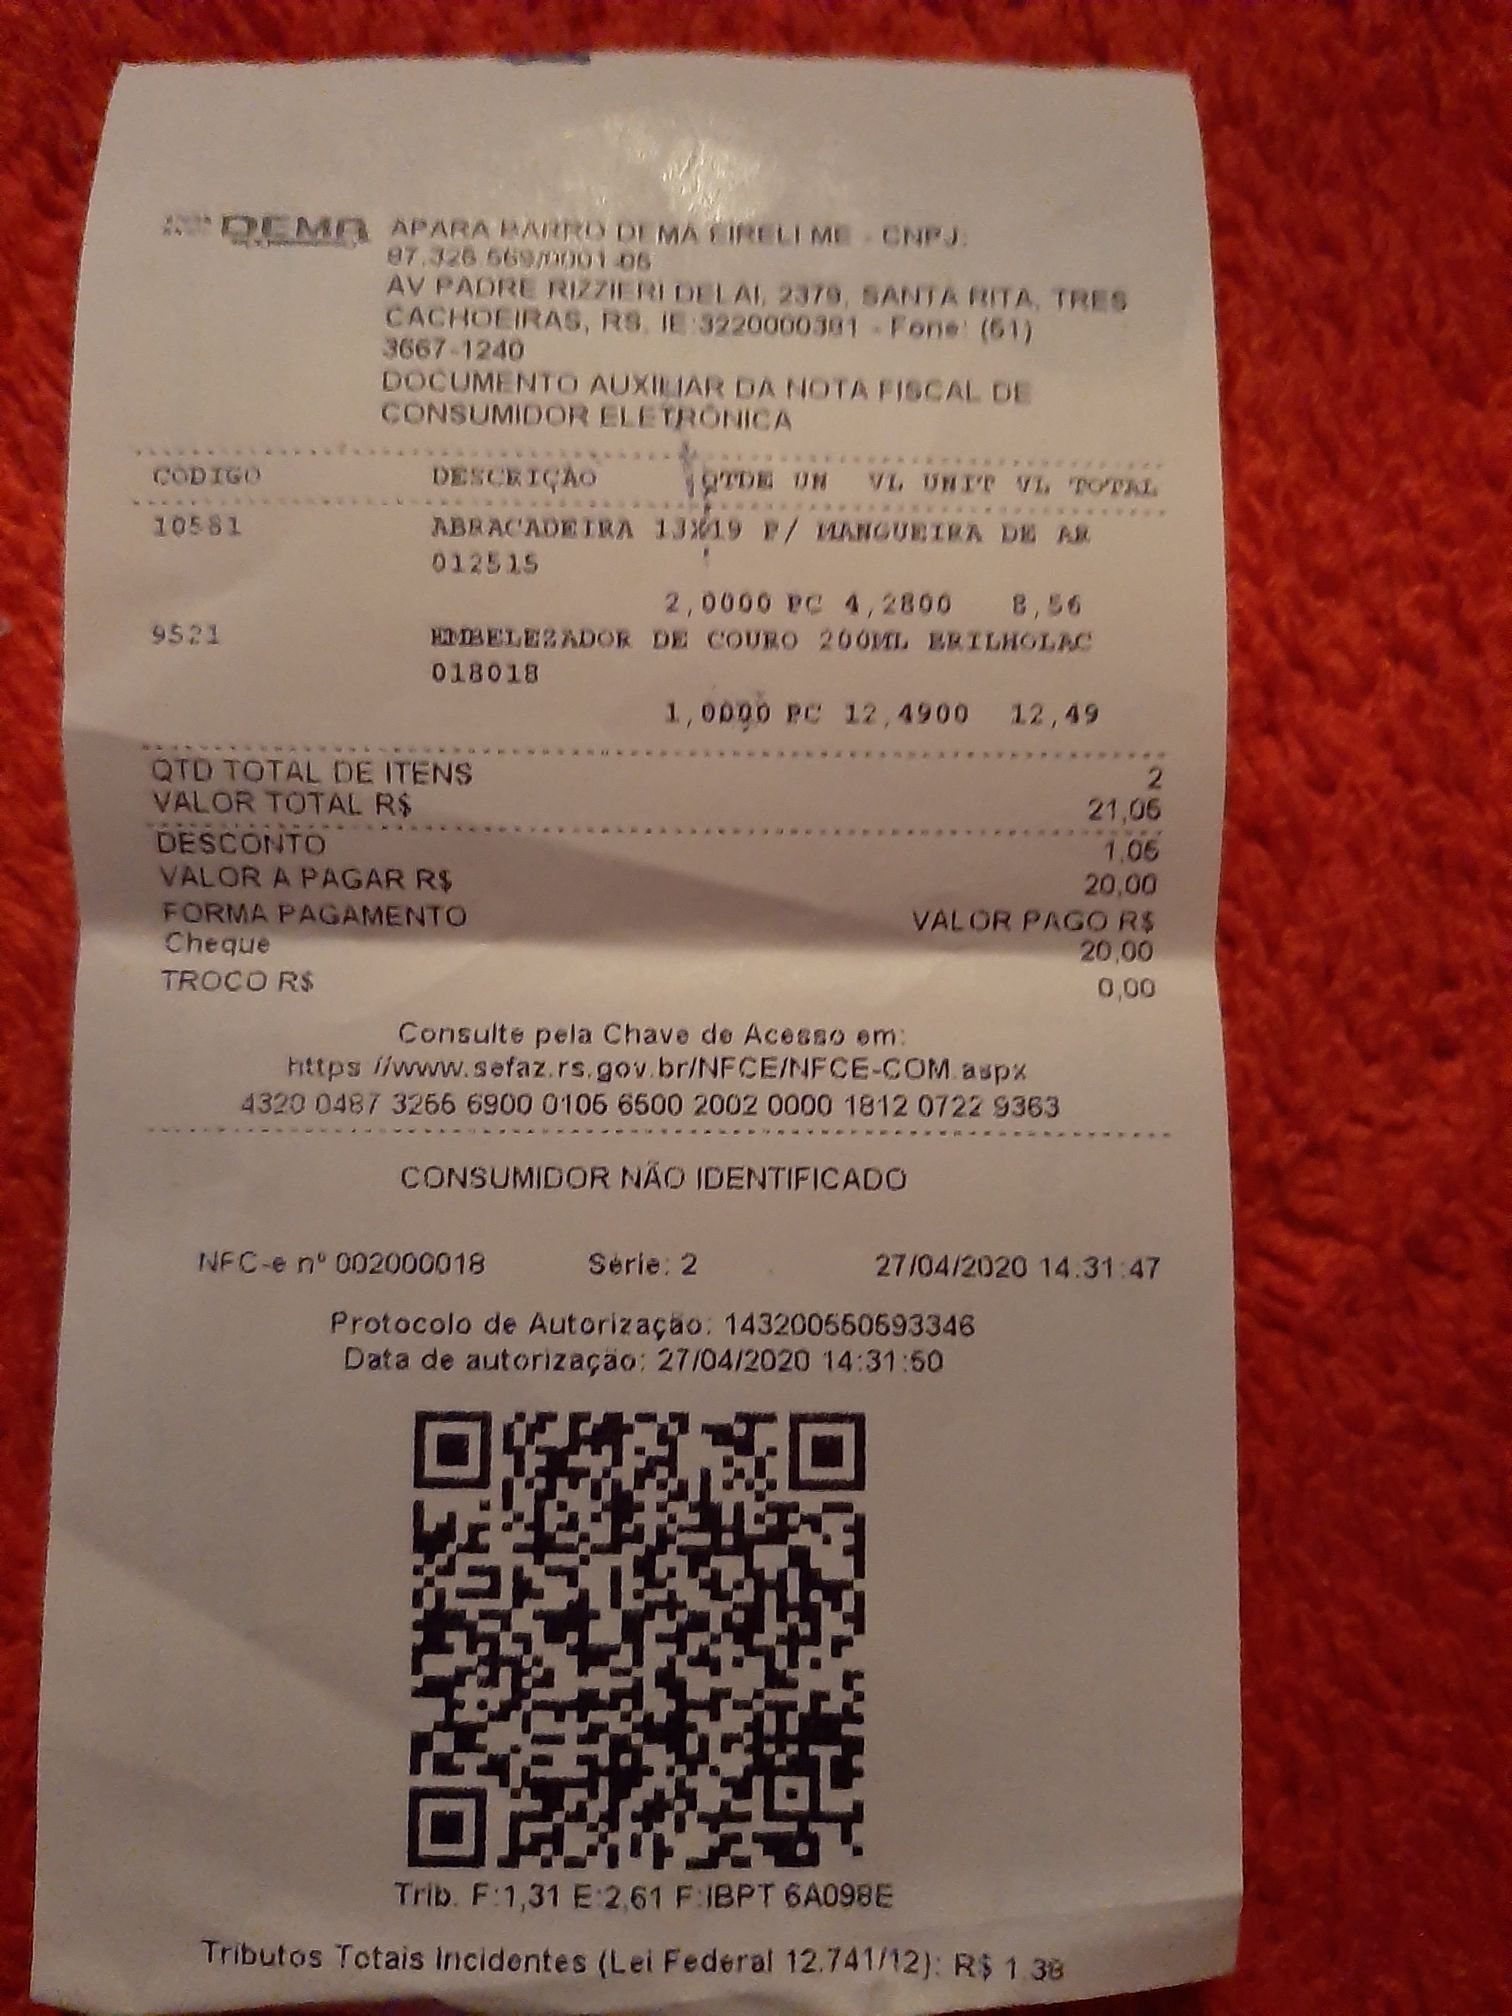 DEMA
APARA BARRO DEMA EIRELI ME - CNPJ:
87.326.569/0001-05
AV PADRE RIZZIERI DELAI, 2379, SANTA RITA, TRES
CACHOEIRAS, RS, IE:3220000381 - Fone: (51)
3667-1240
DOCUMENTO AUXILIAR DA NOTA FISCAL DE
CONSUMIDOR ELETRÔNICA
CODIGO DESCRIÇÃO QTDE UN VL UNIT VL TOTAL
10581 ABRACADEIRA 13X19 P/ MANGUEIRA DE AR
012515
2,0000 PC 4,2800 8,56
9521 EMBELEZADOR DE COURO 200ML BRILHOLAC
018018
1,0000 PC 12,4900 12,49
QTD TOTAL DE ITENS 2
VALOR TOTAL R$ 21,05
DESCONTO 1,05
VALOR A PAGAR R$ 20,00
FORMA PAGAMENTO VALOR PAGO R$
Cheque 20,00
TROCO R$ 0,00
Consulte pela Chave de Acesso em:
https://www.sefaz.rs.gov.br/NFCE/NFCE-COM.aspx
4320 0487 3266 6900 0105 6500 2002 0000 1812 0722 9363
CONSUMIDOR NÃO IDENTIFICADO
NFC-e nº 002000018 Série: 2 27/04/2020 14:31:47
Protocolo de Autorização: 143200550593346
Data de autorização: 27/04/2020 14:31:50
Trib. F:1,31 E:2,61 F:IBPT 6A098E
Tributos Totais Incidentes (Lei Federal 12.741/12): R$ 1.38